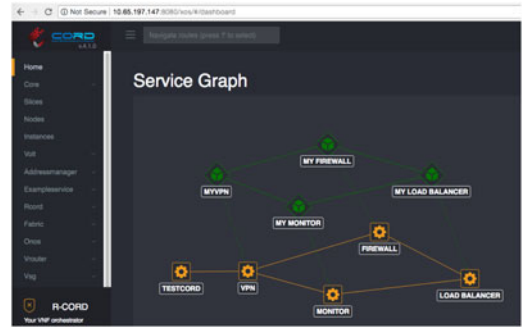 Not Secure | 10.65.197.147:8080/xos/#/dashboard
CORD
v4.1.0
Navigate routes (press ? to select)
Home
Core
Slices
Nodes
Instances
Volt
Addressmanager
Exampleservice
Rcord
Fabric
Onos
Vrouter
Vsg
R-CORD
Your VNF orchestrator
Service Graph
MY FIREWALL
MYVPN
MY LOAD BALANCER
MY MONITOR
FIREWALL
TESTCORD
VPN
LOAD BALANCER
MONITOR